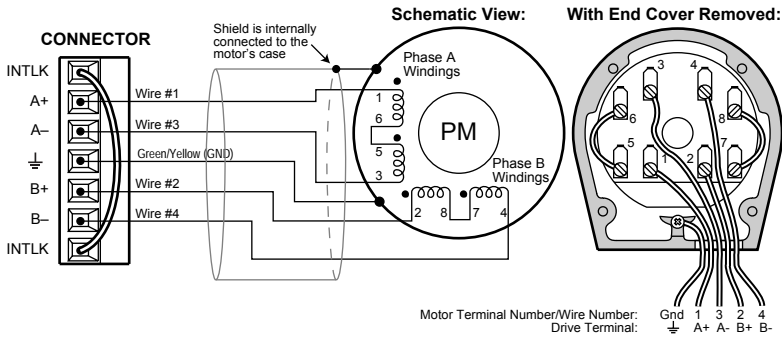 Schematic View:
With End Cover Removed:
CONNECTOR
Shield is internally
connected to the
motor's case
INTLK
A+
A–
B+
B–
INTLK
Wire #1
Wire #3
Green/Yellow (GND)
Wire #2
Wire #4
Phase A
Windings
1
6
5
3
PM
Phase B
Windings
2 8 7 4
3 4
6 8
5 1 2 7
Motor Terminal Number/Wire Number: Gnd 1 3 2 4
Drive Terminal: A+ A- B+ B-